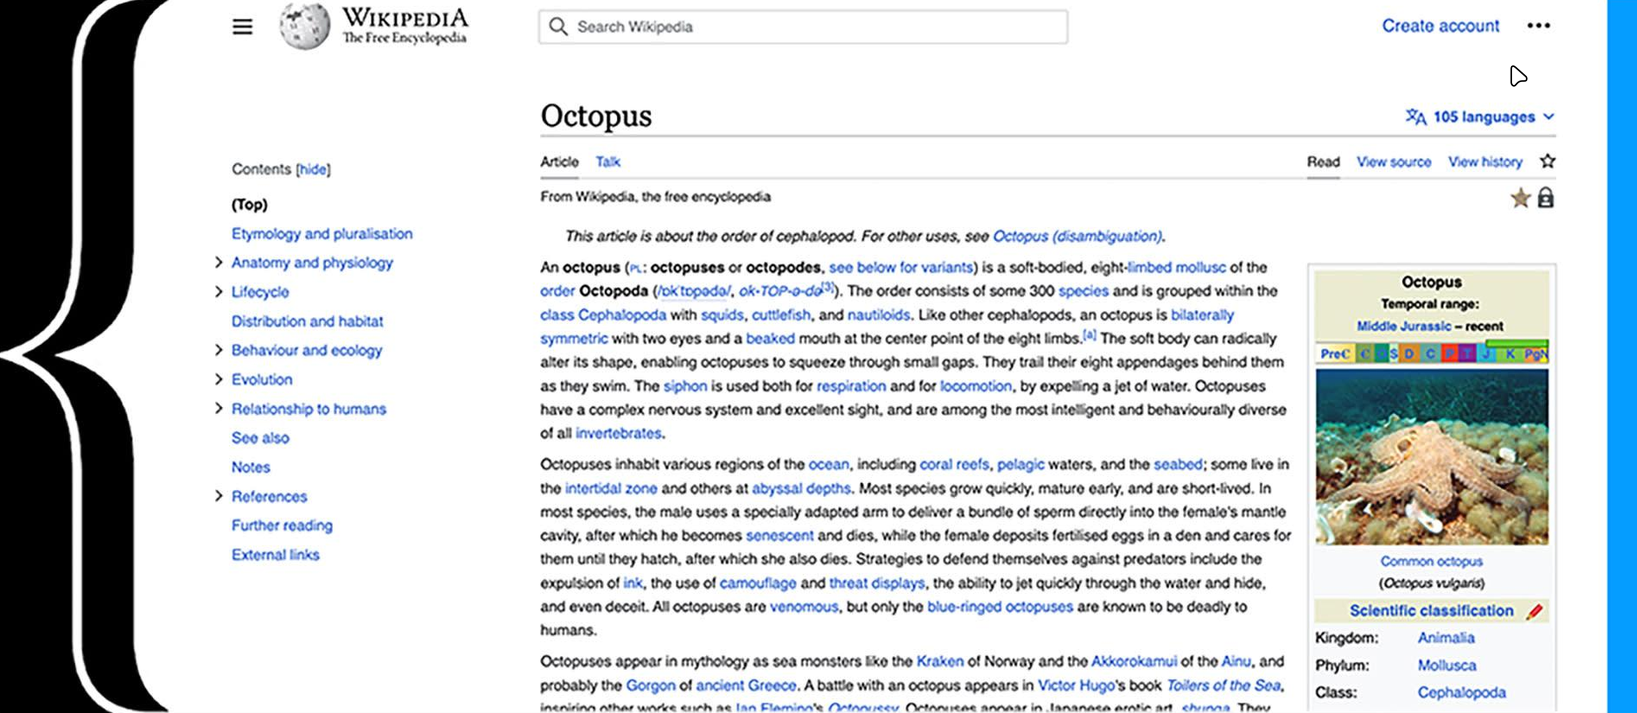 WIKIPEDIA
The Free Encyclopedia
Search Wikipedia
Create account
Octopus
105 languages
Contents [hide]
(Top)
Etymology and pluralisation
Anatomy and physiology
Lifecycle
Distribution and habitat
Behaviour and ecology
Evolution
Relationship to humans
See also
Notes
References
Further reading
External links
Article Talk
Read View source View history
From Wikipedia, the free encyclopedia
This article is about the order of cephalopod. For other uses, see Octopus (disambiguation).
An octopus (PL: octopuses or octopodes, see below for variants) is a soft-bodied, eight-limbed mollusc of the
order Octopoda (/ɒkˈtɒpədə/, ok-TOP-ə-də[3]). The order consists of some 300 species and is grouped within the
class Cephalopoda with squids, cuttlefish, and nautiloids. Like other cephalopods, an octopus is bilaterally
symmetric with two eyes and a beaked mouth at the center point of the eight limbs.[a] The soft body can radically
alter its shape, enabling octopuses to squeeze through small gaps. They trail their eight appendages behind them
as they swim. The siphon is used both for respiration and for locomotion, by expelling a jet of water. Octopuses
have a complex nervous system and excellent sight, and are among the most intelligent and behaviourally diverse
of all invertebrates.
Octopuses inhabit various regions of the ocean, including coral reefs, pelagic waters, and the seabed; some live in
the intertidal zone and others at abyssal depths. Most species grow quickly, mature early, and are short-lived. In
most species, the male uses a specially adapted arm to deliver a bundle of sperm directly into the female's mantle
cavity, after which he becomes senescent and dies, while the female deposits fertilised eggs in a den and cares for
them until they hatch, after which she also dies. Strategies to defend themselves against predators include the
expulsion of ink, the use of camouflage and threat displays, the ability to jet quickly through the water and hide,
and even deceit. All octopuses are venomous, but only the blue-ringed octopuses are known to be deadly to
humans.
Octopuses appear in mythology as sea monsters like the Kraken of Norway and the Akkorokamui of the Ainu, and
probably the Gorgon of ancient Greece. A battle with an octopus appears in Victor Hugo's book Toilers of the Sea,
inspiring other works such as Ian Fleming's Octopussy. Octopuses appear in Japanese erotic art, shunga. They
Octopus
Temporal range:
Middle Jurassic – recent
PreꞒ Ꞓ S D C P T J K PgN
Common octopus
(Octopus vulgaris)
Scientific classification
Kingdom: Animalia
Phylum: Mollusca
Class: Cephalopoda